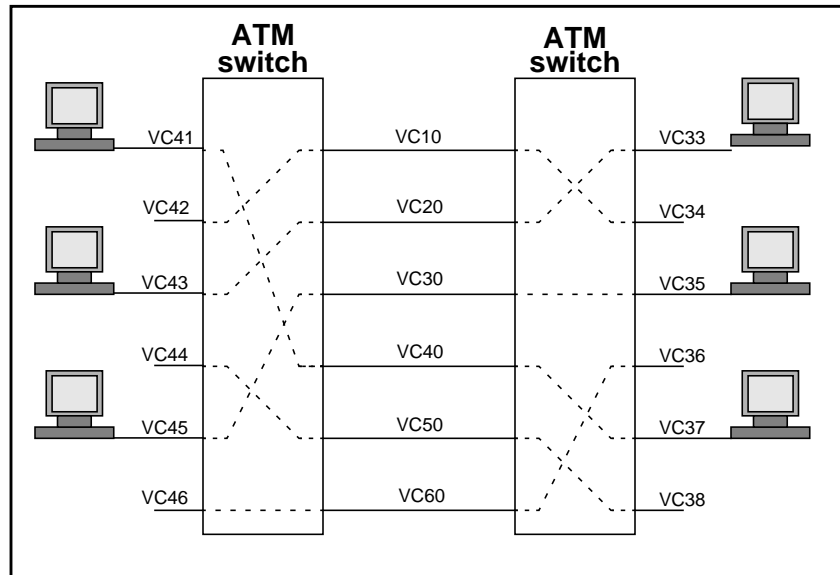 ATM
switch
ATM
switch
VC41
VC10
VC33
VC42
VC20
VC34
VC43
VC30
VC35
VC44
VC40
VC36
VC45
VC50
VC37
VC46
VC60
VC38